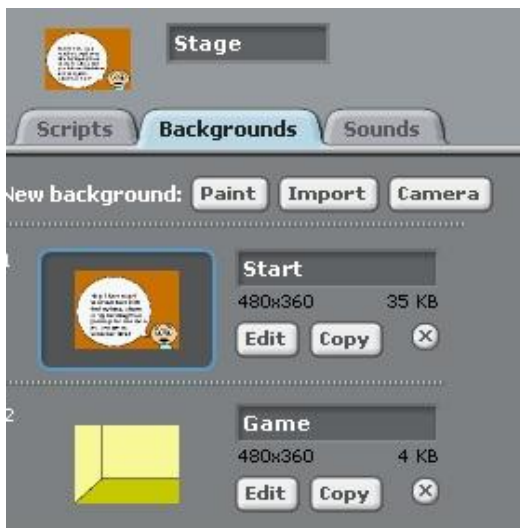 Stage
Scripts Backgrounds Sounds
New background: Paint Import Camera
1
Start
480x360 35 KB
Edit Copy
2
Game
480x360 4 KB
Edit Copy